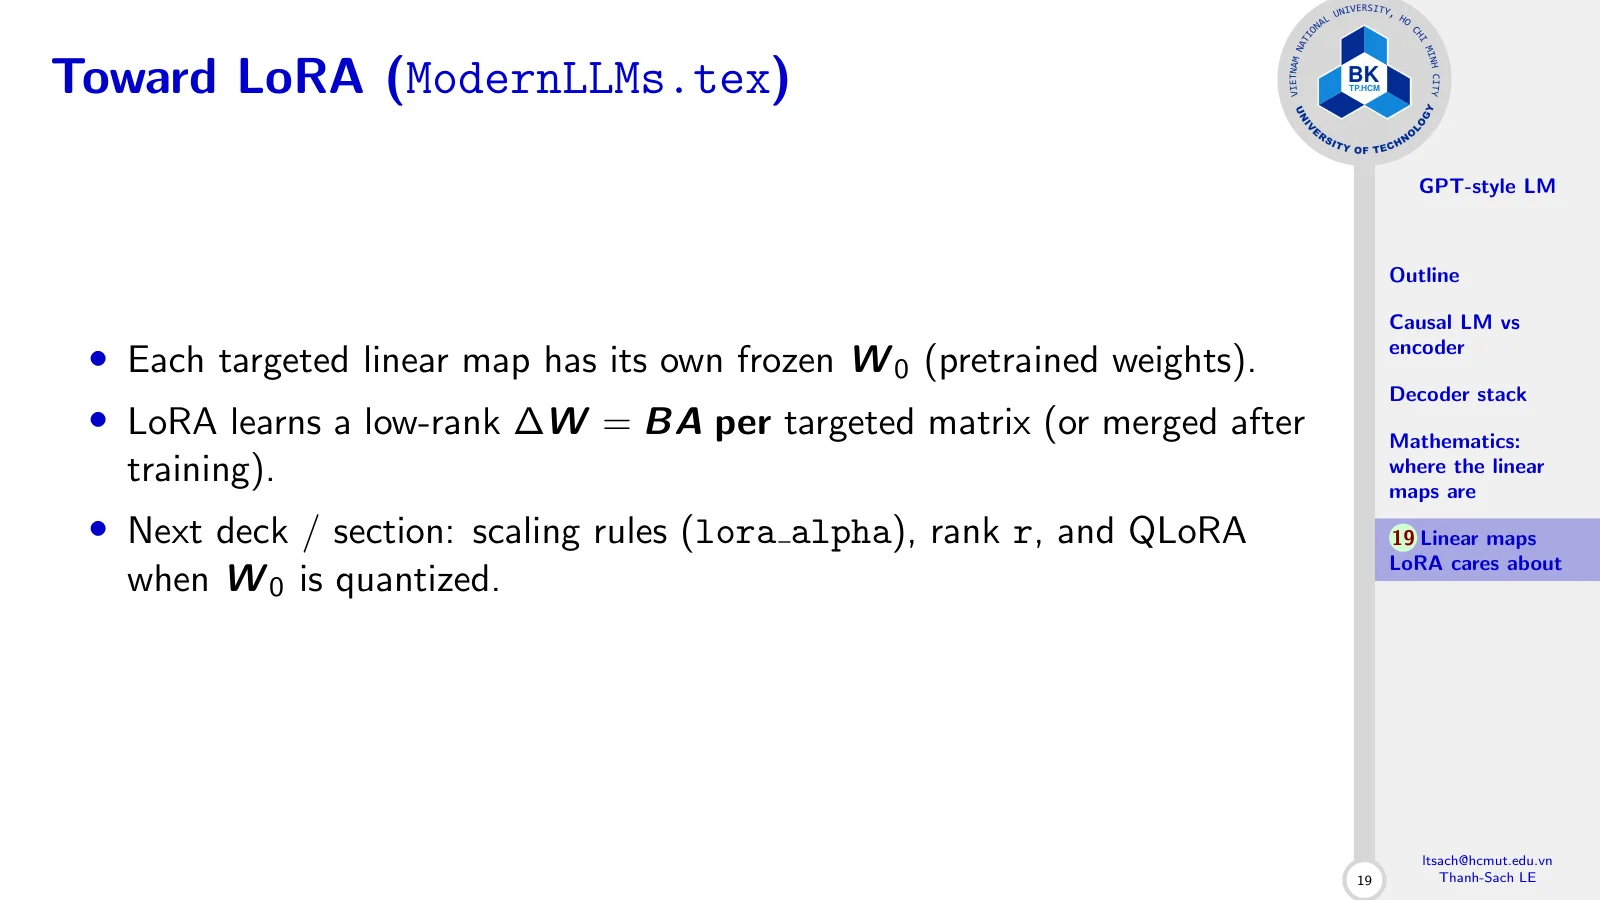 Toward LoRA (ModernLLMs.tex)
• Each targeted linear map has its own frozen W₀ (pretrained weights).
• LoRA learns a low-rank ΔW = BA per targeted matrix (or merged after
training).
• Next deck / section: scaling rules (lora_alpha), rank r, and QLoRA
when W₀ is quantized.
VIETNAM NATIONAL UNIVERSITY, HO CHI MINH CITY
BK
TP.HCM
UNIVERSITY OF TECHNOLOGY
GPT-style LM
Outline
Causal LM vs
encoder
Decoder stack
Mathematics:
where the linear
maps are
19 Linear maps
LoRA cares about
ltsach@hcmut.edu.vn
Thanh-Sach LE
19